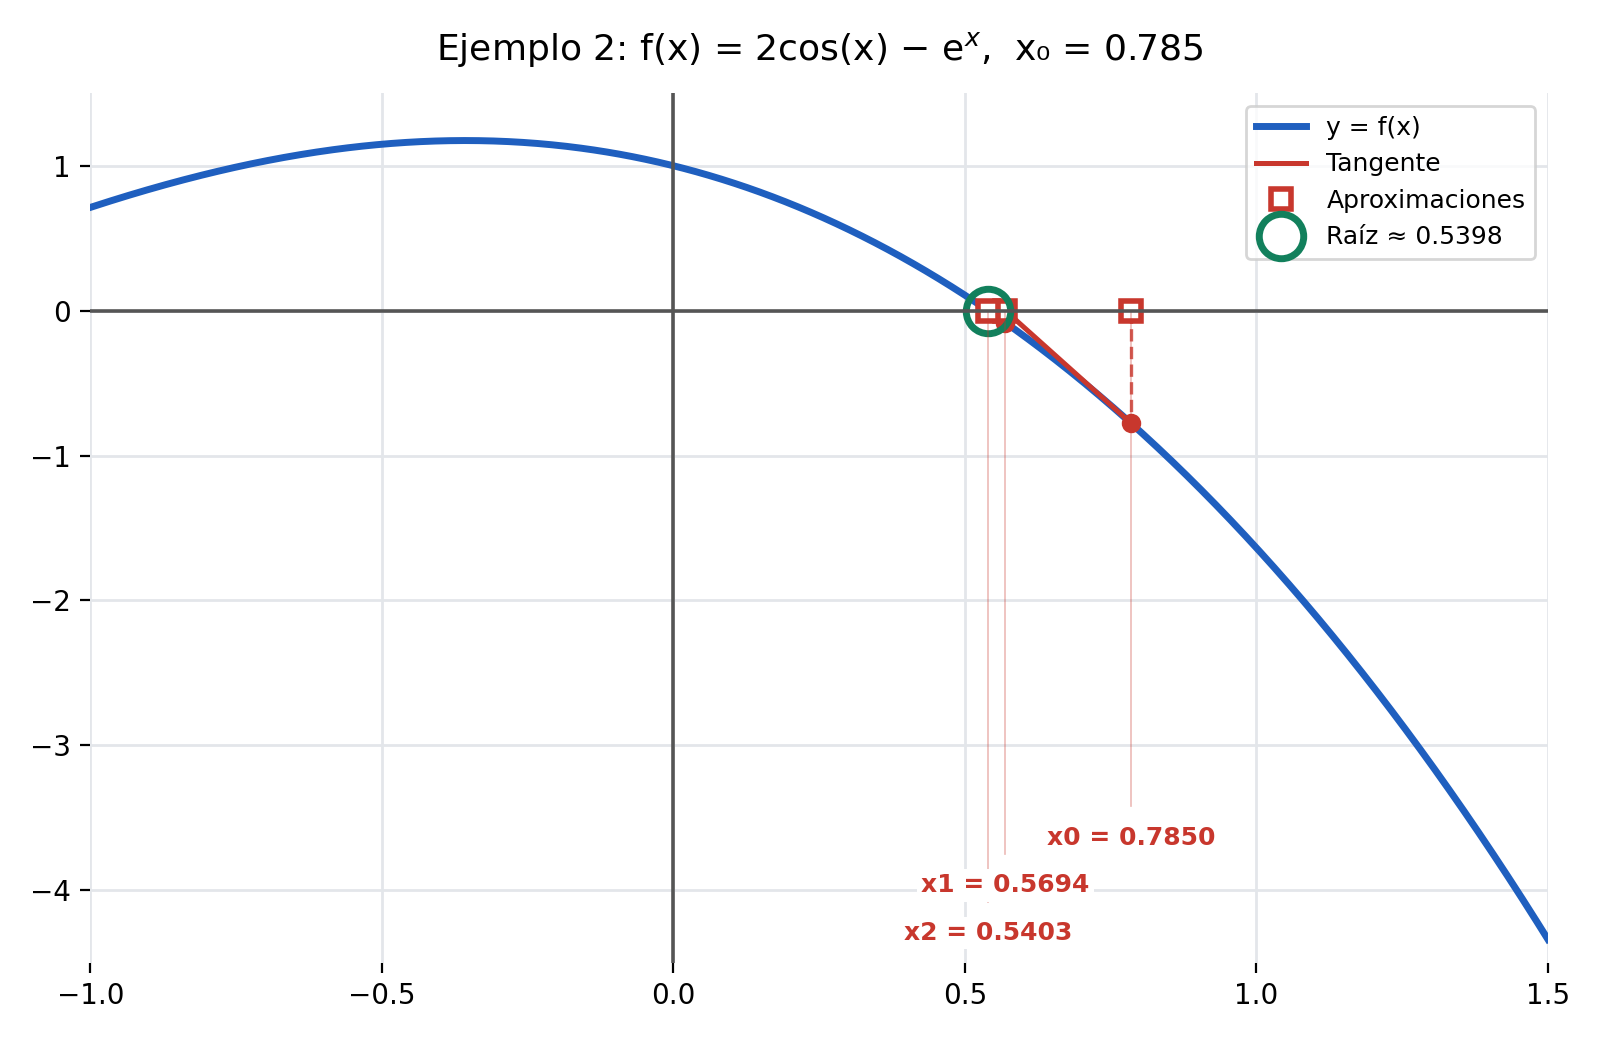 Ejemplo 2: f(x) = 2cos(x) − eˣ,  x₀ = 0.785
y = f(x)
Tangente
Aproximaciones
Raíz ≈ 0.5398
1
0
−1
−2
−3
−4
x0 = 0.7850
x1 = 0.5694
x2 = 0.5403
−1.0
−0.5
0.0
0.5
1.0
1.5